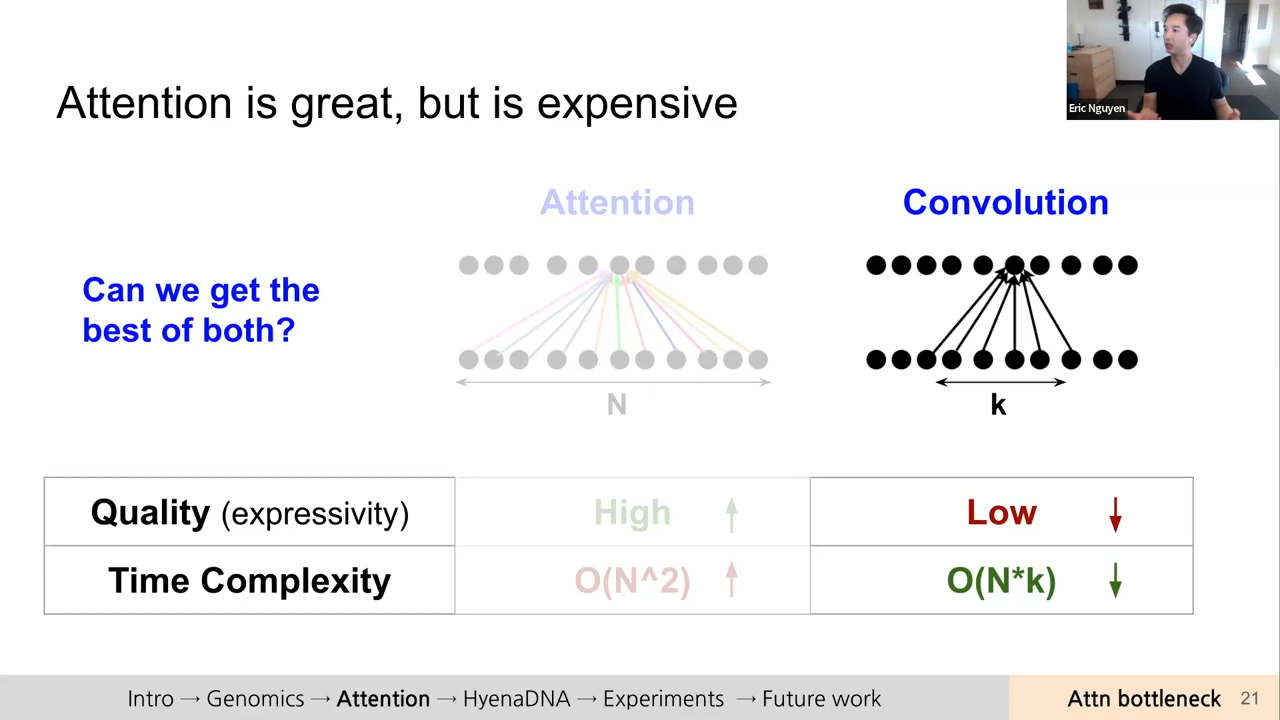 Eric Nguyen
Attention is great, but is expensive
Can we get the
best of both?
Attention
Convolution
N
k
Quality (expressivity) High ↑ Low ↓
Time Complexity O(N^2) ↑ O(N*k) ↓
Intro → Genomics → Attention → HyenaDNA → Experiments → Future work
Attn bottleneck 21